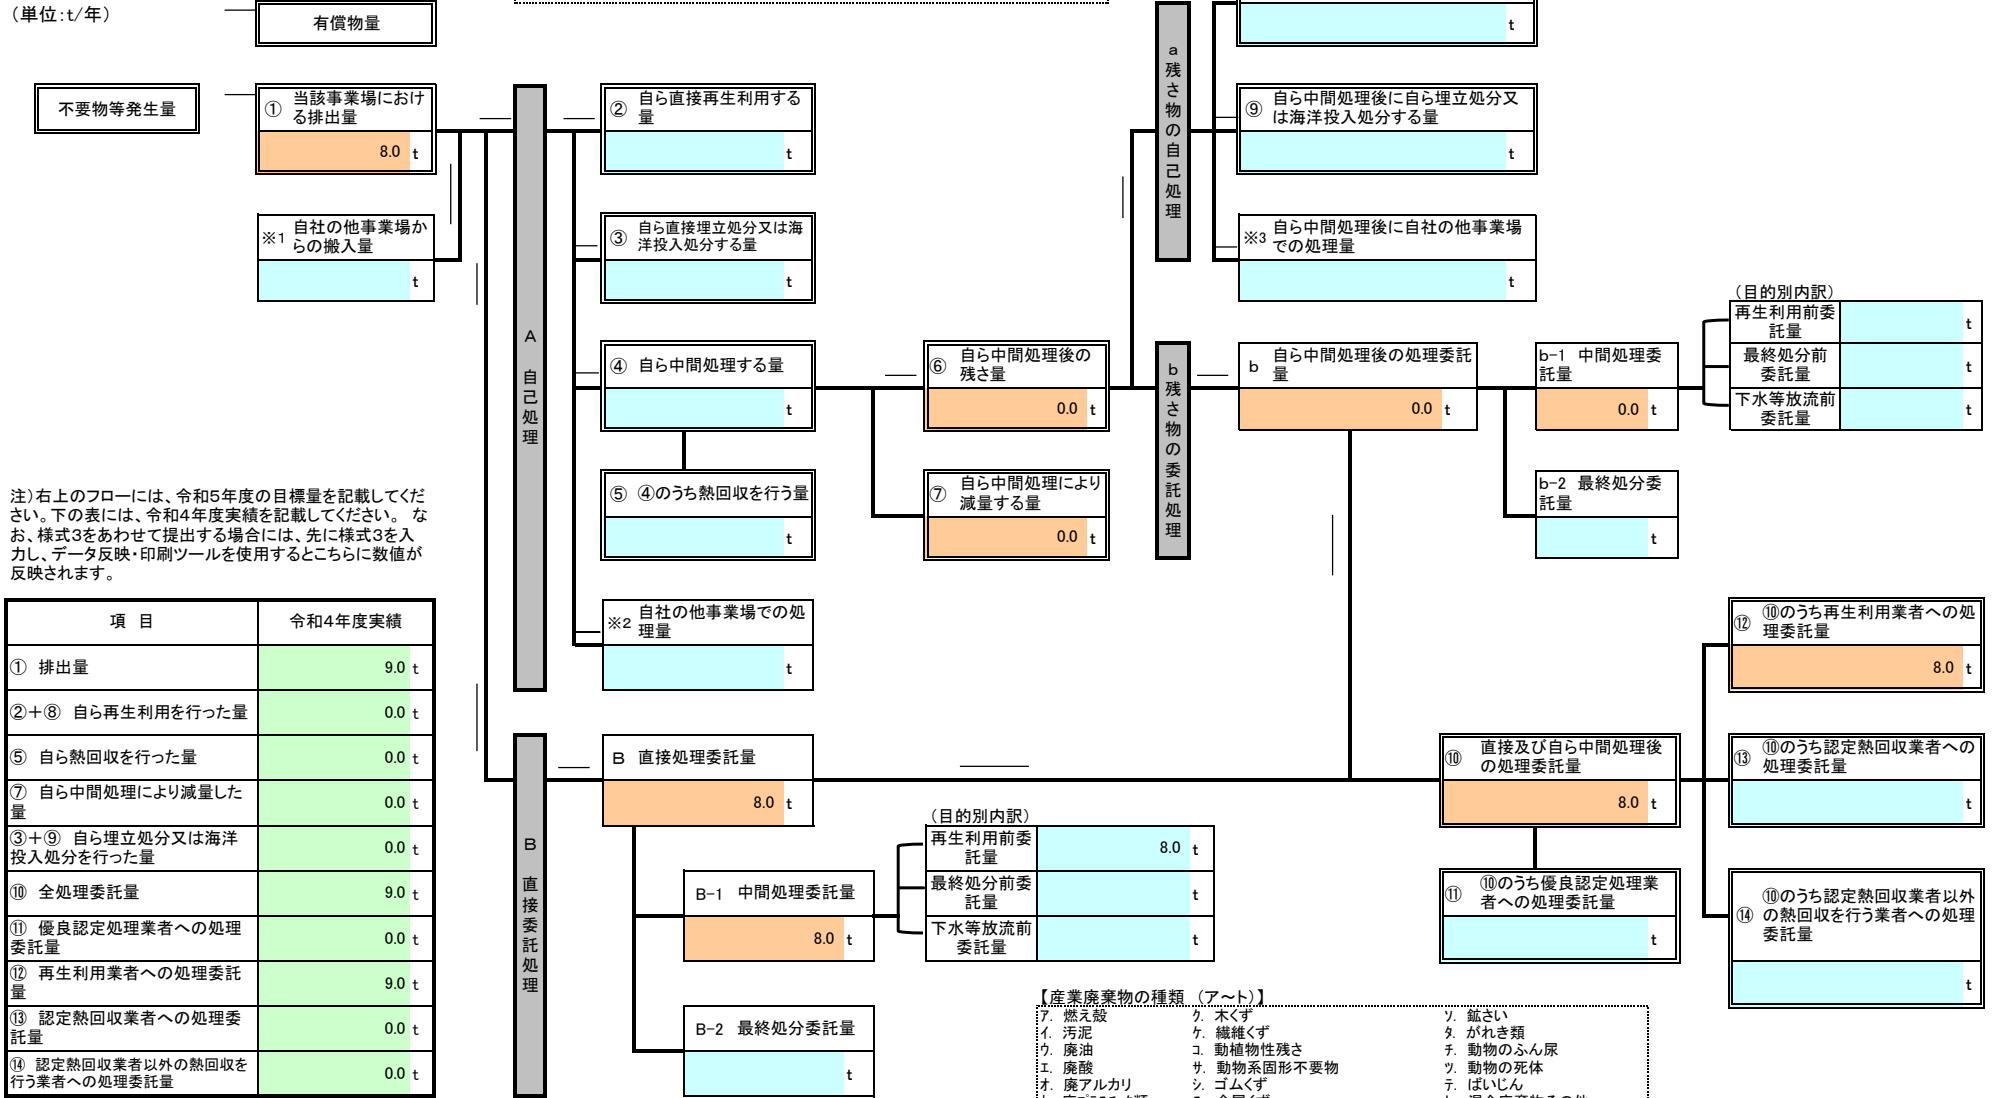 （単位:t/年）
有償物量
t
不要物等発生量
① 当該事業場におけ
る排出量
8.0 t
※1 自社の他事業場か
らの搬入量
t
A 自己処理
② 自ら直接再生利用する
量
t
③ 自ら直接埋立処分又は海
洋投入処分する量
t
④ 自ら中間処理する量
t
⑤ ④のうち熱回収を行う量
t
※2 自社の他事業場での処
理量
t
⑥ 自ら中間処理後の
残さ量
0.0 t
⑦ 自ら中間処理により
減量する量
0.0 t
a 残さ物の自己処理
⑨ 自ら中間処理後に自ら埋立処分又
は海洋投入処分する量
t
※3 自ら中間処理後に自社の他事業場
での処理量
t
b 残さ物の委託処理
b 自ら中間処理後の処理委託
量
0.0 t
b-1 中間処理委
託量
0.0 t
b-2 最終処分委
託量
t
（目的別内訳）
再生利用前委
託量
t
最終処分前
委託量
t
下水等放流前
委託量
t
注）右上のフローには、令和５年度の目標量を記載してくだ
さい。下の表には、令和４年度実績を記載してください。 な
お、様式３をあわせて提出する場合には、先に様式３を入
力し、データ反映・印刷ツールを使用するとこちらに数値が
反映されます。
項 目 令和４年度実績
① 排出量 9.0 t
②＋⑧ 自ら再生利用を行った量 0.0 t
⑤ 自ら熱回収を行った量 0.0 t
⑦ 自ら中間処理により減量した
量 0.0 t
③＋⑨ 自ら埋立処分又は海洋
投入処分を行った量 0.0 t
⑩ 全処理委託量 9.0 t
⑪ 優良認定処理業者への処理
委託量 0.0 t
⑫ 再生利用業者への処理委託
量 9.0 t
⑬ 認定熱回収業者への処理委
託量 0.0 t
⑭ 認定熱回収業者以外の熱回収を
行う業者への処理委託量 0.0 t
B 直接委託処理
B 直接処理委託量
8.0 t
B-1 中間処理委託量
8.0 t
B-2 最終処分委託量
t
（目的別内訳）
再生利用前委
託量
8.0 t
最終処分前委
託量
t
下水等放流前
委託量
t
⑩ 直接及び自ら中間処理後
の処理委託量
8.0 t
⑪ ⑩のうち優良認定処理業
者への処理委託量
t
⑫ ⑩のうち再生利用業者への処
理委託量
8.0 t
⑬ ⑩のうち認定熱回収業者への
処理委託量
t
⑭ ⑩のうち認定熱回収業者以外
の熱回収を行う業者への処理
委託量
t
【産業廃棄物の種類 （ア～ト）】
ｱ. 燃え殻 ｸ. 木くず ｿ. 鉱さい
ｲ. 汚泥 ｹ. 繊維くず ﾀ. がれき類
ｳ. 廃油 ｺ. 動植物性残さ ﾁ. 動物のふん尿
ｴ. 廃酸 ｻ. 動物系固形不要物 ﾂ. 動物の死体
ｵ. 廃アルカリ ｼ. ゴムくず ﾃ. ばいじん